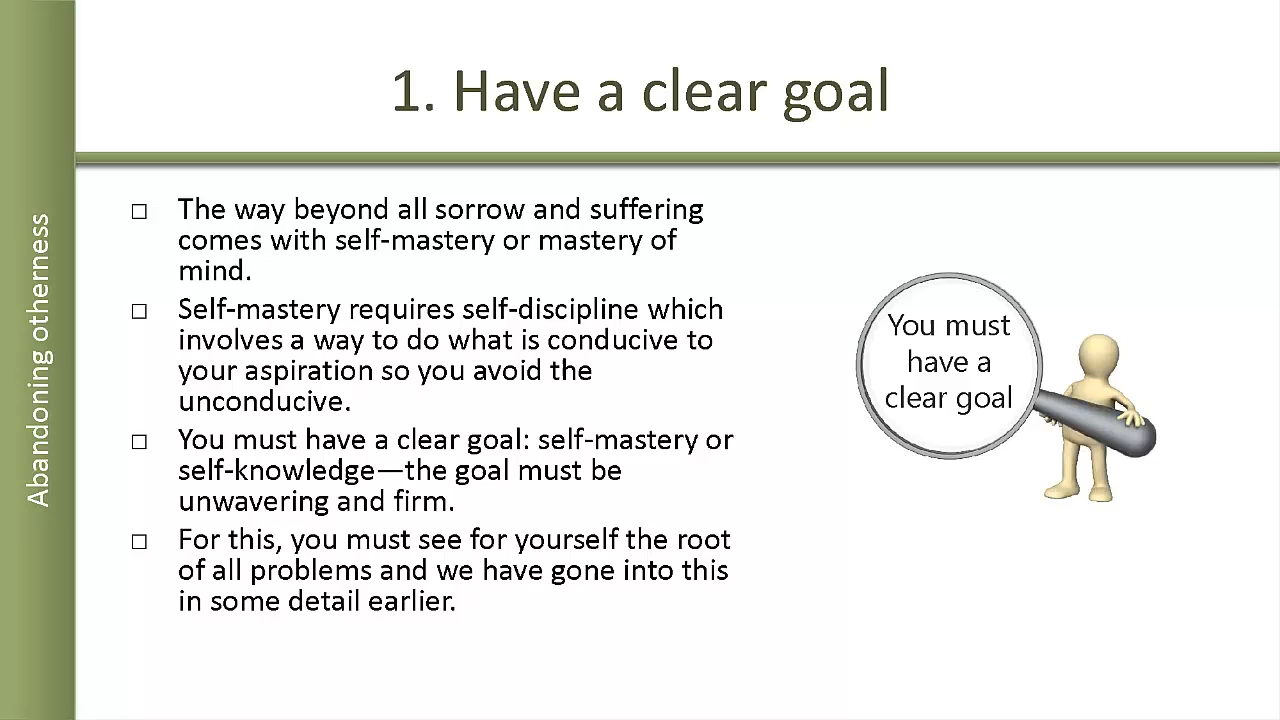 1. Have a clear goal
Abandoning otherness
□ The way beyond all sorrow and suffering
comes with self-mastery or mastery of
mind.
□ Self-mastery requires self-discipline which
involves a way to do what is conducive to
your aspiration so you avoid the
unconducive.
□ You must have a clear goal: self-mastery or
self-knowledge—the goal must be
unwavering and firm.
□ For this, you must see for yourself the root
of all problems and we have gone into this
in some detail earlier.
You must
have a
clear goal